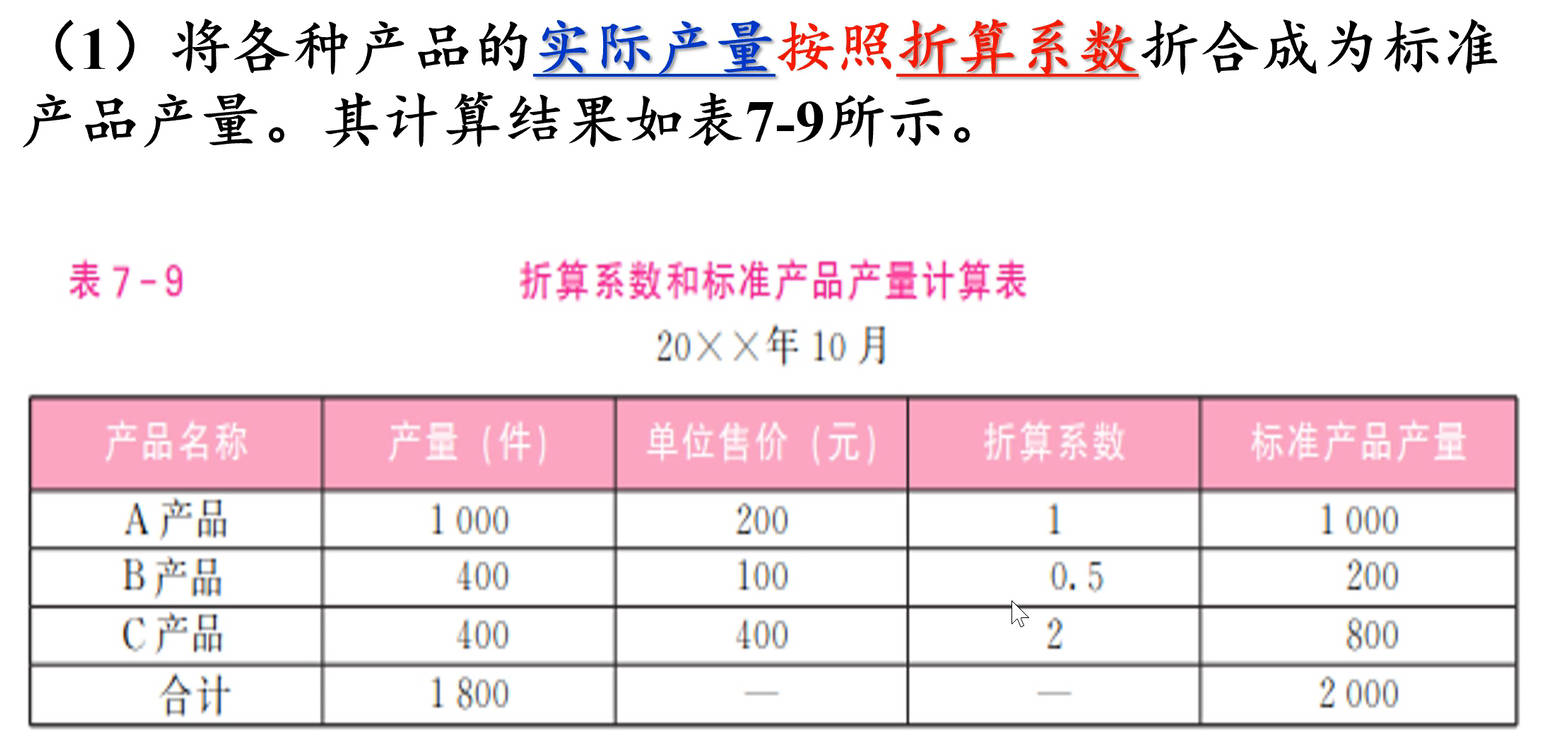 （1）将各种产品的实际产量按照折算系数折合成为标准
产品产量。其计算结果如表7-9所示。
表 7-9 折算系数和标准产品产量计算表
20××年 10 月
产品名称 产量（件） 单位售价（元） 折算系数 标准产品产量
A 产品 1 000 200 1 1 000
B 产品 400 100 0.5 200
C 产品 400 400 2 800
合计 1 800 — — 2 000